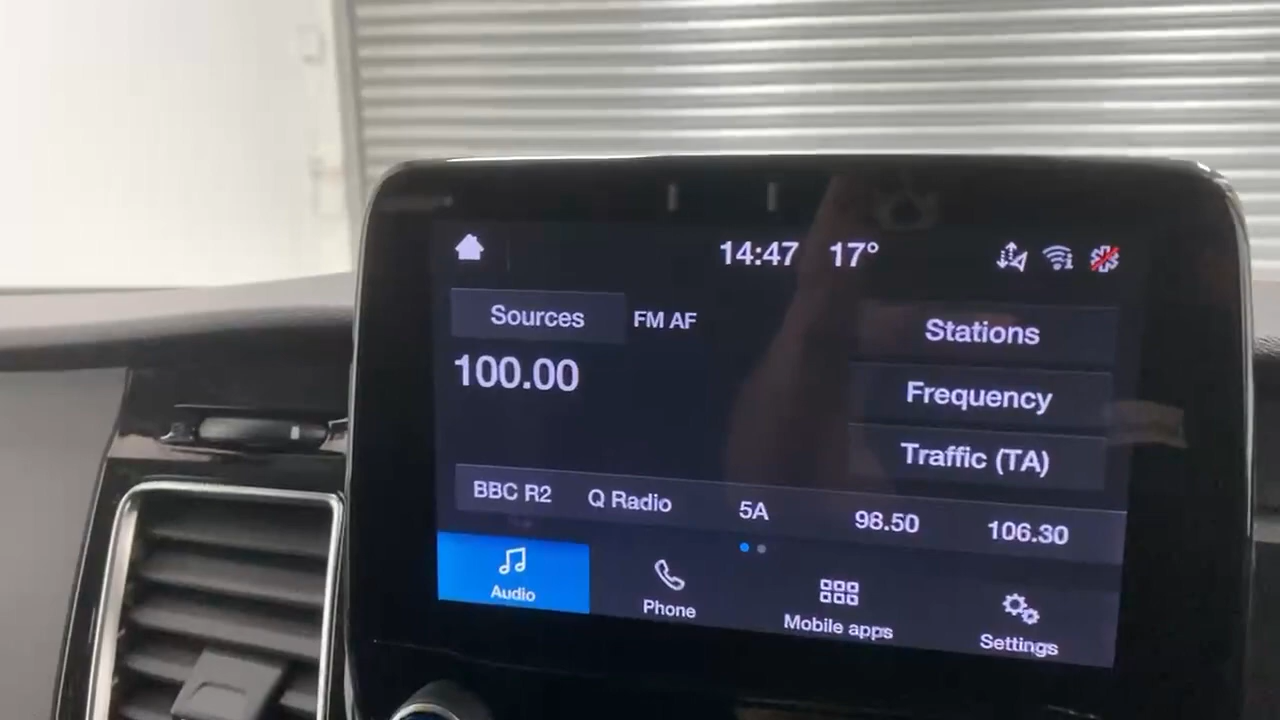 14:47 17°
Sources FM AF
100.00
Stations
Frequency
Traffic (TA)
BBC R2 Q Radio 5A 98.50 106.30
Audio Phone Mobile apps Settings